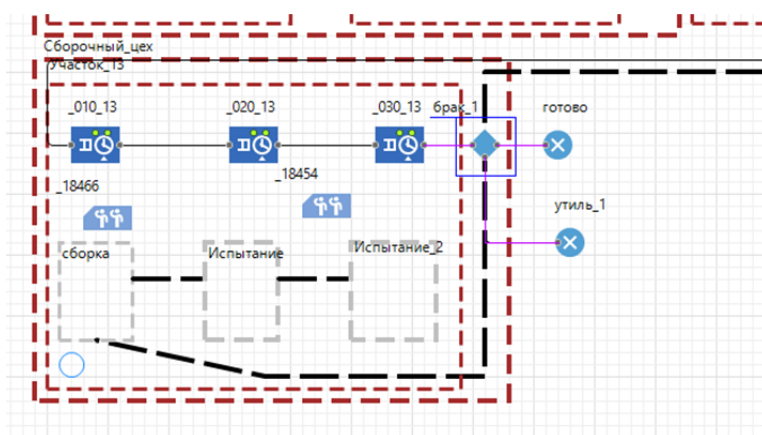 Сборочный_цех
Участок_13
_010_13
_020_13
_030_13
брак_1
готово
_18466
_18454
утиль_1
сборка
Испытание
Испытание_2